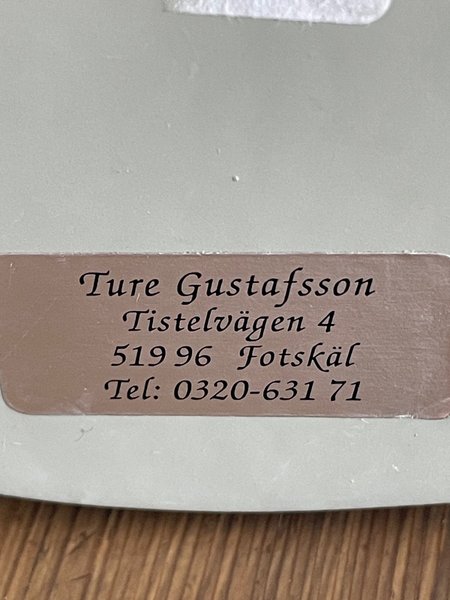 Ture Gustafsson
Tistelvägen 4
519 96 Fotskäl
Tel: 0320-631 71